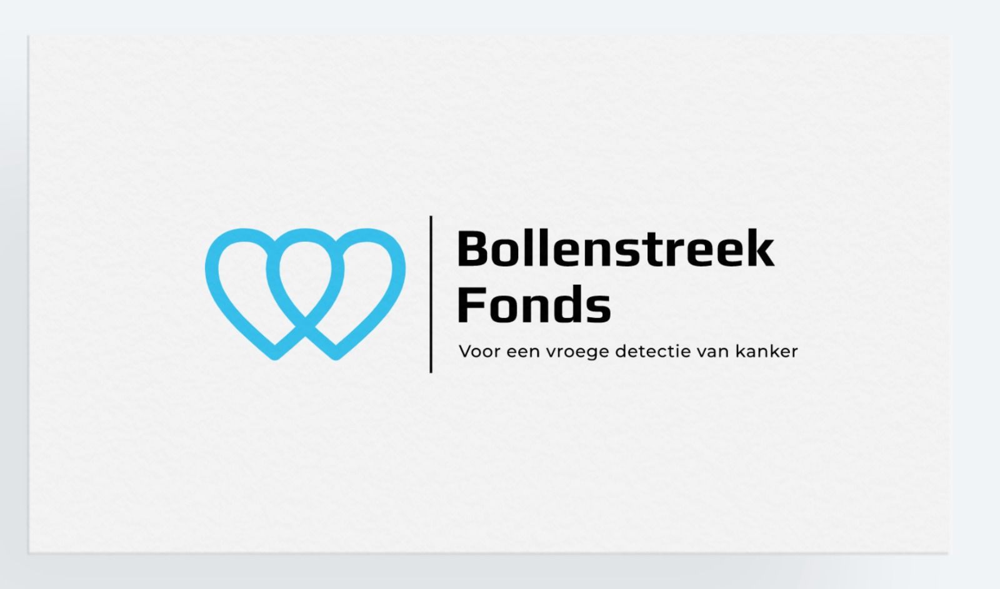 Bollenstreek
Fonds
Voor een vroege detectie van kanker